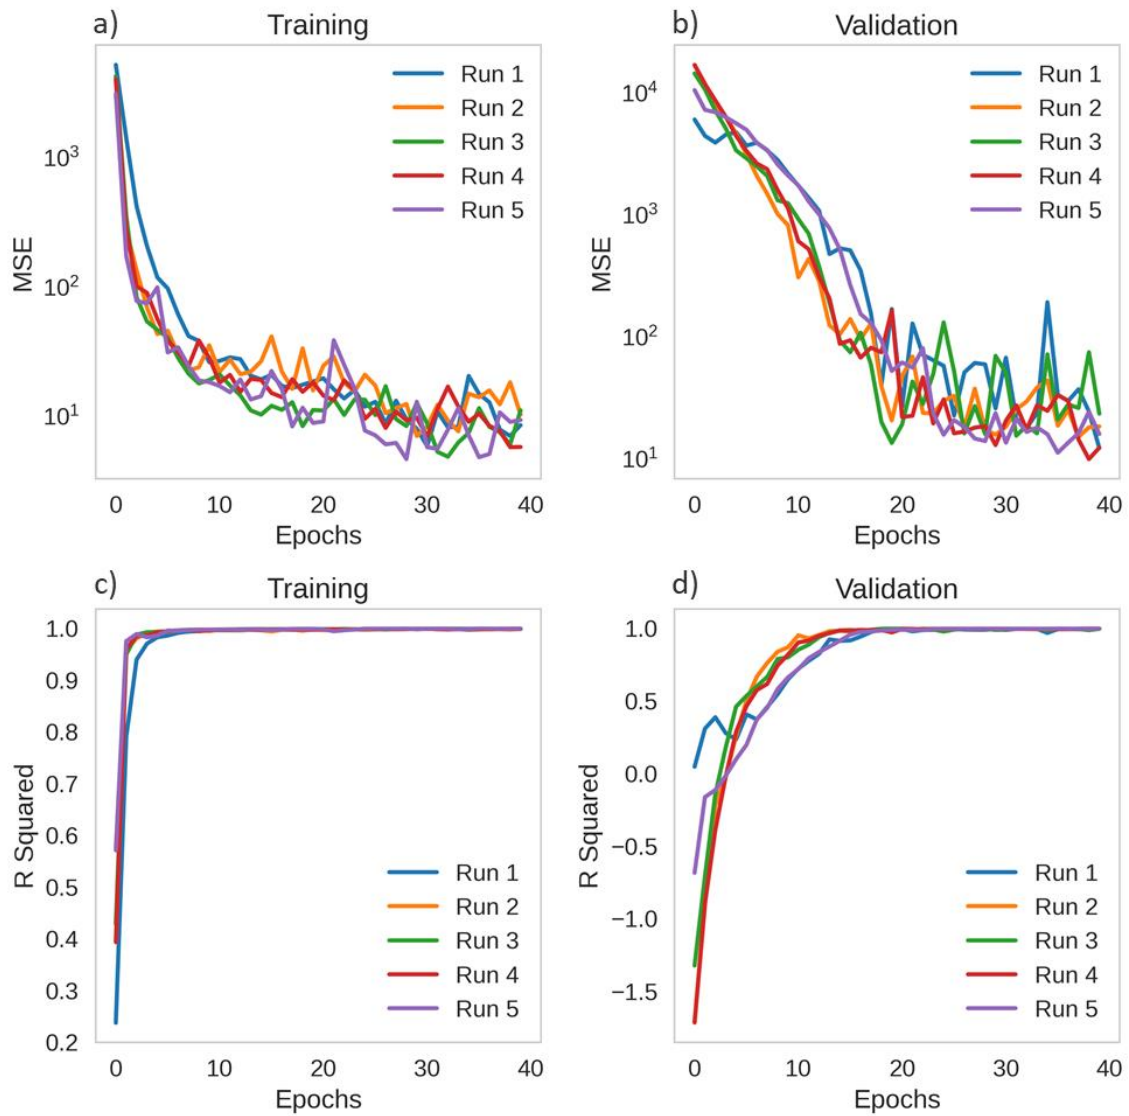 a)
Training
MSE
10³
10²
10¹
Run 1
Run 2
Run 3
Run 4
Run 5
0 10 20 30 40
Epochs
b)
Validation
MSE
10⁴
10³
10²
10¹
Run 1
Run 2
Run 3
Run 4
Run 5
0 10 20 30 40
Epochs
c)
Training
R Squared
1.0
0.9
0.8
0.7
0.6
0.5
0.4
0.3
0.2
Run 1
Run 2
Run 3
Run 4
Run 5
0 10 20 30 40
Epochs
d)
Validation
R Squared
1.0
0.5
0.0
−0.5
−1.0
−1.5
Run 1
Run 2
Run 3
Run 4
Run 5
0 10 20 30 40
Epochs